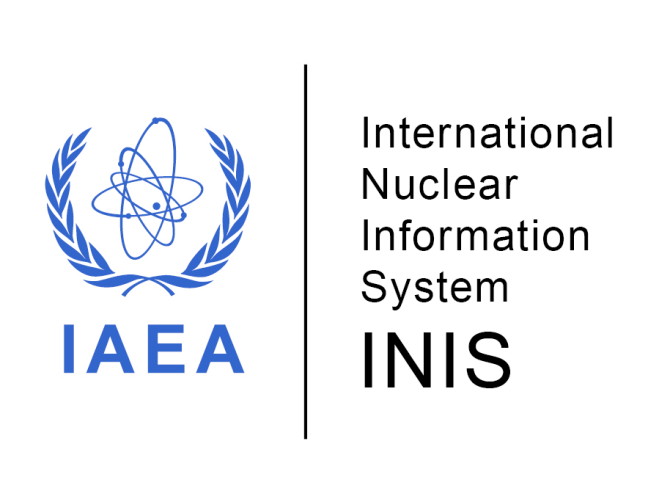 IAEA
International
Nuclear
Information
System
INIS